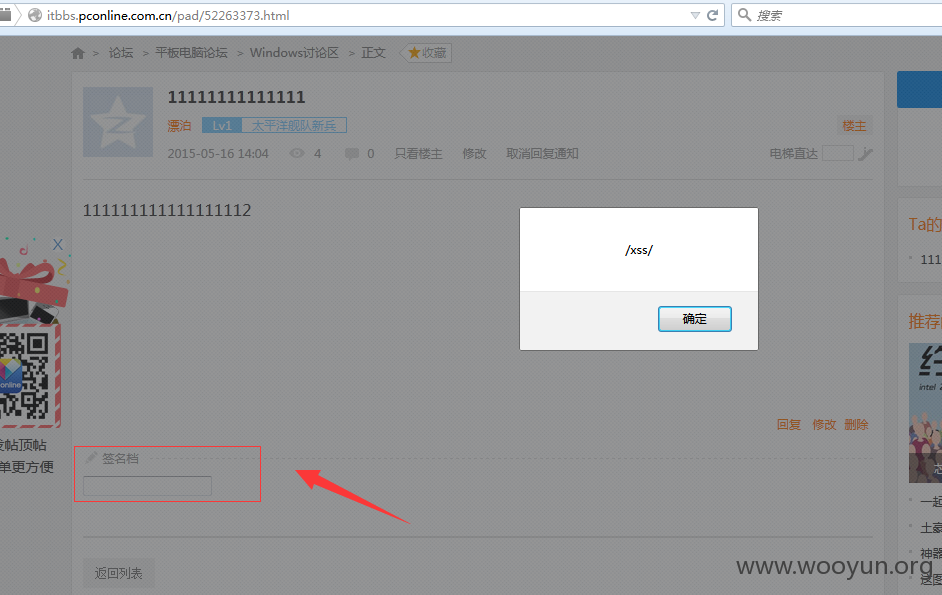 itbbs.pconline.com.cn/pad/52263373.html
搜索
论坛 > 平板电脑论坛 > Windows讨论区 > 正文 收藏
11111111111111
漂泊 Lv1 太平洋舰队新兵 楼主
2015-05-16 14:04 4 0 只看楼主 修改 取消回复通知 电梯直达
1111111111111111112
/xss/
确定
X
Ta的
111
推荐
intel
online
发帖顶帖
单更方便
回复 修改 删除
签名档
一起
土豪
神器
这图
返回列表
www.wooyun.org